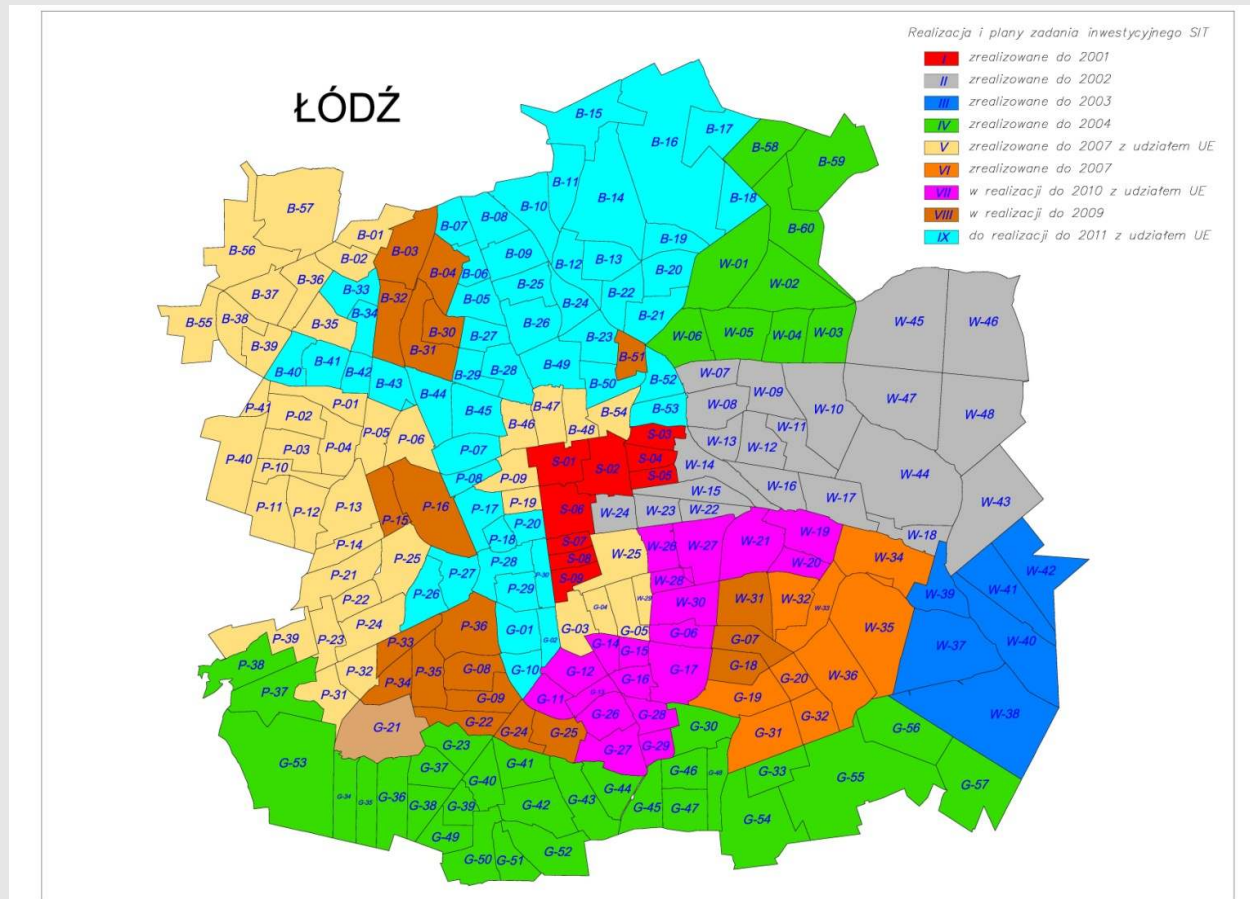 Realizacja i plany zadania inwestycyjnego SIT
I zrealizowane do 2001
II zrealizowane do 2002
III zrealizowane do 2003
IV zrealizowane do 2004
V zrealizowane do 2007 z udziałem UE
VI zrealizowane do 2007
VII w realizacji do 2010 z udziałem UE
VIII w realizacji do 2009
IX do realizacji do 2011 z udziałem UE
ŁÓDŹ
B-15
B-16
B-17
B-58
B-59
B-11
B-14
B-18
B-57
B-10
B-08
B-07
B-01
B-03
B-02
B-56
B-60
B-19
B-09
B-06
B-04
B-12
B-13
B-20
W-01
W-02
B-36
B-33
B-32
B-05
B-25
B-24
B-22
B-21
B-37
B-38
B-55
B-34
B-35
B-30
B-31
B-26
B-27
B-23
B-51
W-06
W-05
W-04
W-03
W-45
W-46
B-39
B-40
B-41
B-42
B-43
B-44
B-29
B-28
B-49
B-50
B-52
W-07
W-08
W-09
W-10
W-47
W-48
P-41
P-02
P-01
P-05
P-06
B-45
B-46
B-47
B-48
B-54
B-53
W-13
W-12
W-11
P-03
P-04
P-10
P-40
P-07
P-08
P-09
S-01
S-02
S-03
S-04
S-05
W-14
W-15
W-16
W-17
W-44
W-43
P-11
P-12
P-13
P-15
P-16
P-17
P-19
P-20
P-18
S-06
S-07
S-08
S-09
W-24
W-23
W-22
W-18
P-14
P-25
P-21
P-22
P-24
P-23
P-26
P-27
P-28
P-29
P-30
W-25
W-26
W-27
W-21
W-19
W-20
W-28
W-29
W-30
W-31
W-32
W-33
W-34
W-35
W-39
W-42
W-41
W-40
W-37
W-38
P-39
P-38
P-37
P-32
P-31
P-33
P-34
P-35
P-36
G-01
G-02
G-03
G-04
G-05
G-06
G-07
G-08
G-09
G-10
G-11
G-12
G-13
G-14
G-15
G-16
G-17
G-18
G-19
G-20
W-36
G-21
G-22
G-24
G-25
G-26
G-27
G-28
G-29
G-30
G-31
G-32
G-56
G-57
G-53
G-34
G-35
G-36
G-23
G-37
G-38
G-39
G-40
G-41
G-42
G-43
G-44
G-45
G-46
G-47
G-33
G-54
G-55
G-49
G-50
G-51
G-52